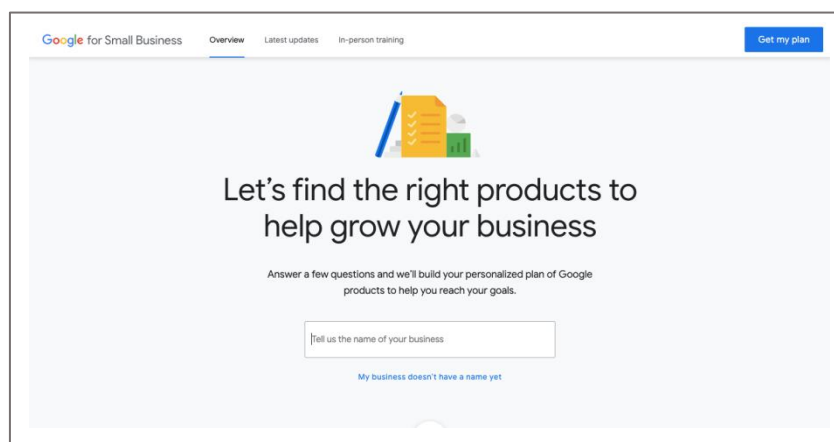 Google for Small Business Overview Latest updates In-person training Get my plan
Let's find the right products to
help grow your business
Answer a few questions and we'll build your personalized plan of Google
products to help you reach your goals.
Tell us the name of your business
My business doesn't have a name yet